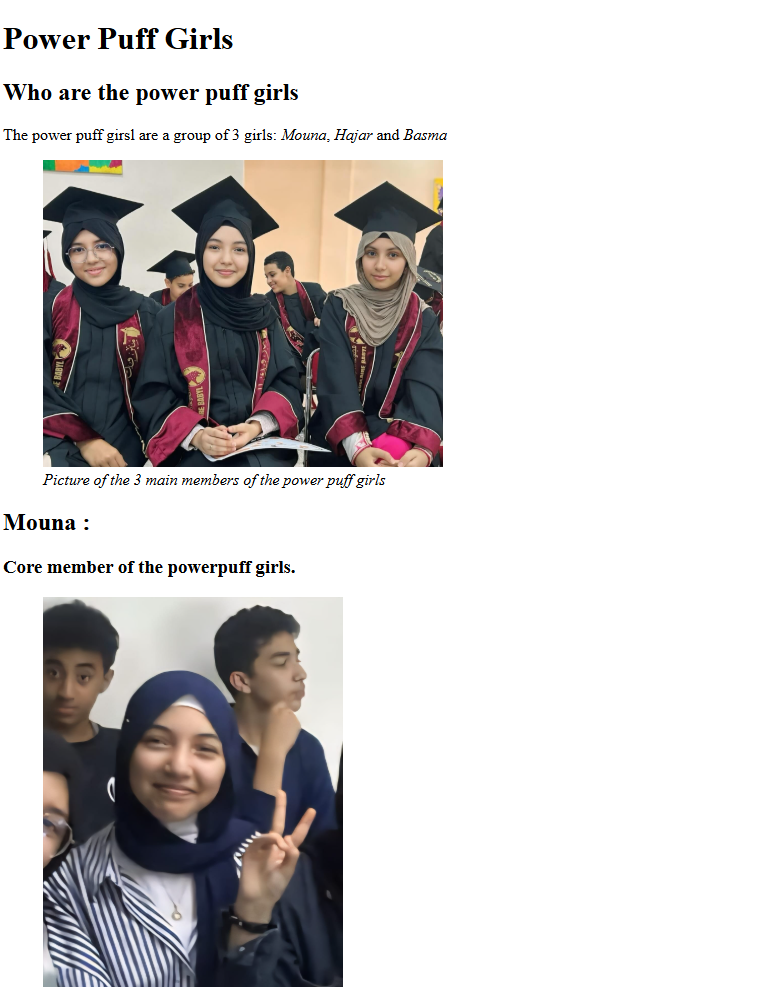 Power Puff Girls
Who are the power puff girls
The power puff girsl are a group of 3 girls: Mouna, Hajar and Basma
Picture of the 3 main members of the power puff girls
Mouna :
Core member of the powerpuff girls.